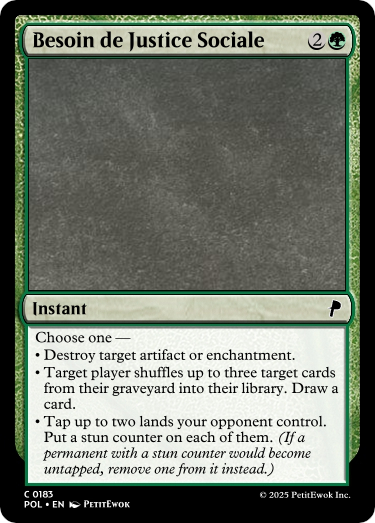 Besoin de Justice Sociale 2
Instant
Choose one —
• Destroy target artifact or enchantment.
• Target player shuffles up to three target cards
from their graveyard into their library. Draw a
card.
• Tap up to two lands your opponent control.
Put a stun counter on each of them. (If a
permanent with a stun counter would become
untapped, remove one from it instead.)
C 0183
POL • EN PETITEWOK
© 2025 PetitEwok Inc.